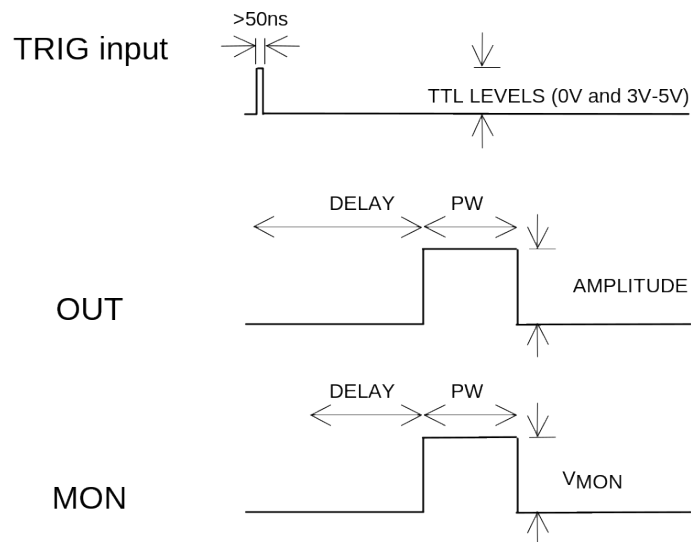 >50ns
TRIG input
TTL LEVELS (0V and 3V-5V)
DELAY PW
AMPLITUDE
OUT
DELAY PW
VMON
MON